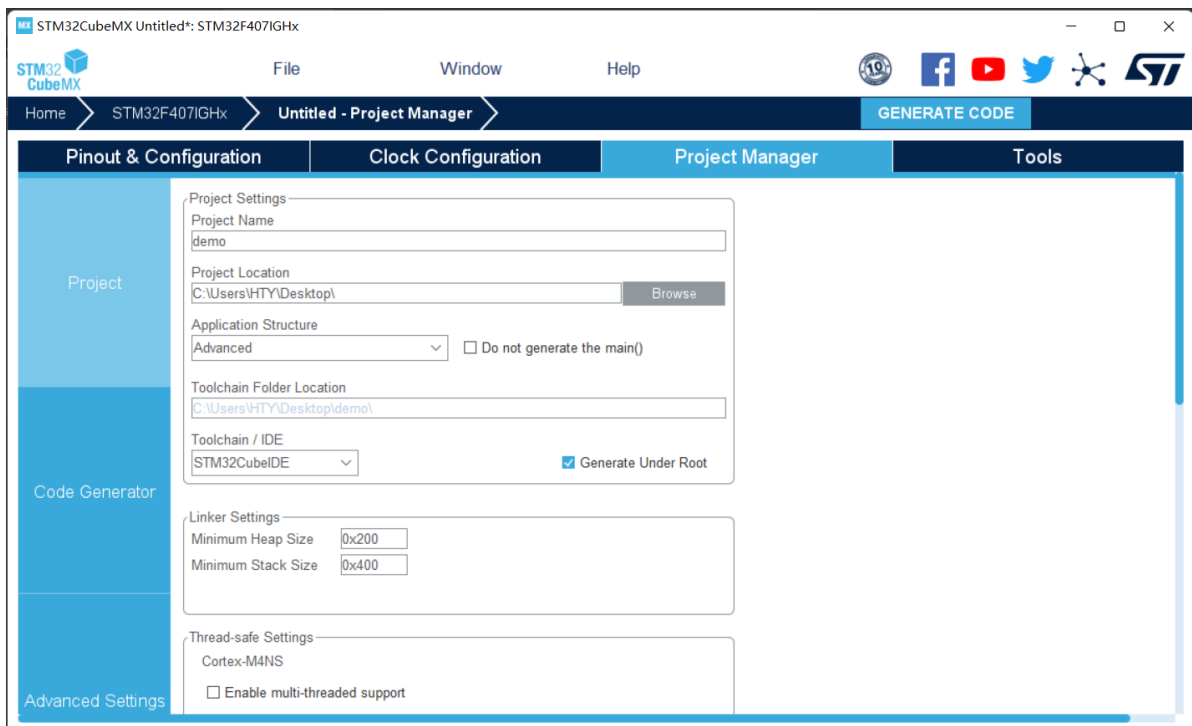 MX STM32CubeMX Untitled*: STM32F407IGHx
STM32 CubeMX
File Window Help
10
Home STM32F407IGHx Untitled - Project Manager GENERATE CODE
Pinout & Configuration Clock Configuration Project Manager Tools
Project
Code Generator
Advanced Settings
Project Settings
Project Name
demo
Project Location
C:\Users\HTY\Desktop\ Browse
Application Structure
Advanced Do not generate the main()
Toolchain Folder Location
C:\Users\HTY\Desktop\demo\
Toolchain / IDE
STM32CubeIDE Generate Under Root
Linker Settings
Minimum Heap Size 0x200
Minimum Stack Size 0x400
Thread-safe Settings
Cortex-M4NS
Enable multi-threaded support